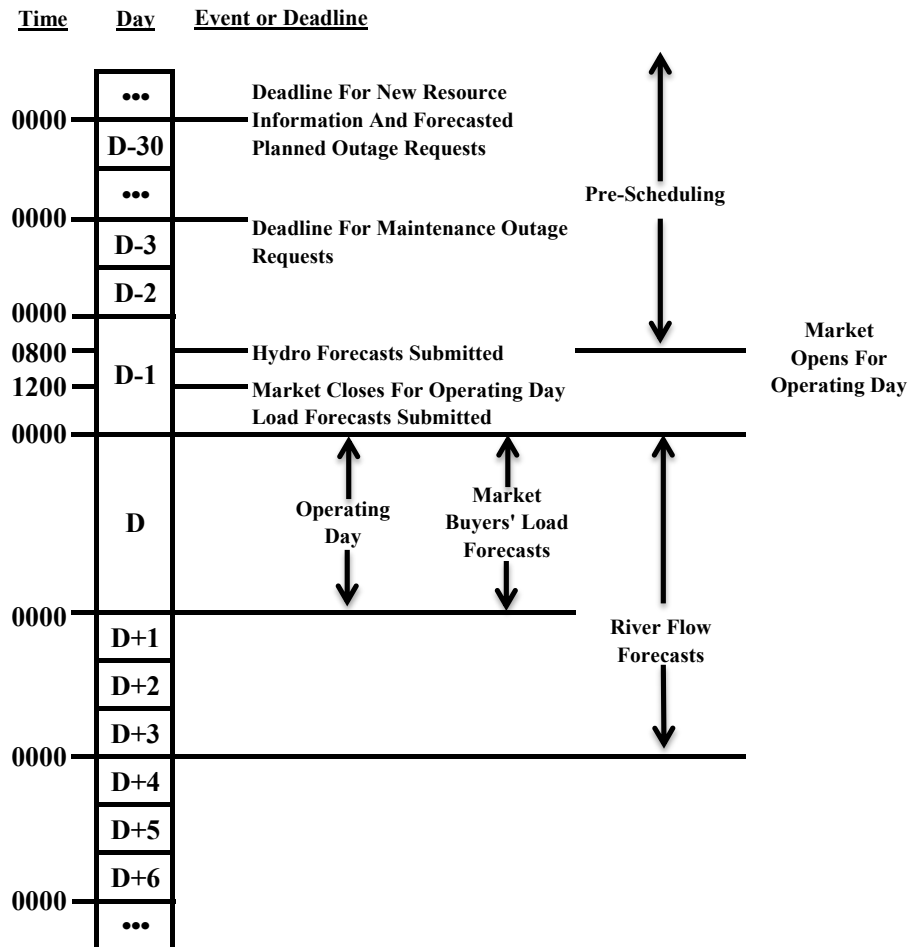 Time Day Event or Deadline
•••
Deadline For New Resource
0000
Information And Forecasted
D-30
Planned Outage Requests
•••
Pre-Scheduling
0000
Deadline For Maintenance Outage
D-3
Requests
D-2
0000
Market
0800
Hydro Forecasts Submitted
Opens For
D-1
1200
Market Closes For Operating Day
Operating Day
Load Forecasts Submitted
0000
Market
Operating
Buyers' Load
D
Day
Forecasts
0000
D+1
River Flow
Forecasts
D+2
D+3
0000
D+4
D+5
D+6
0000
•••